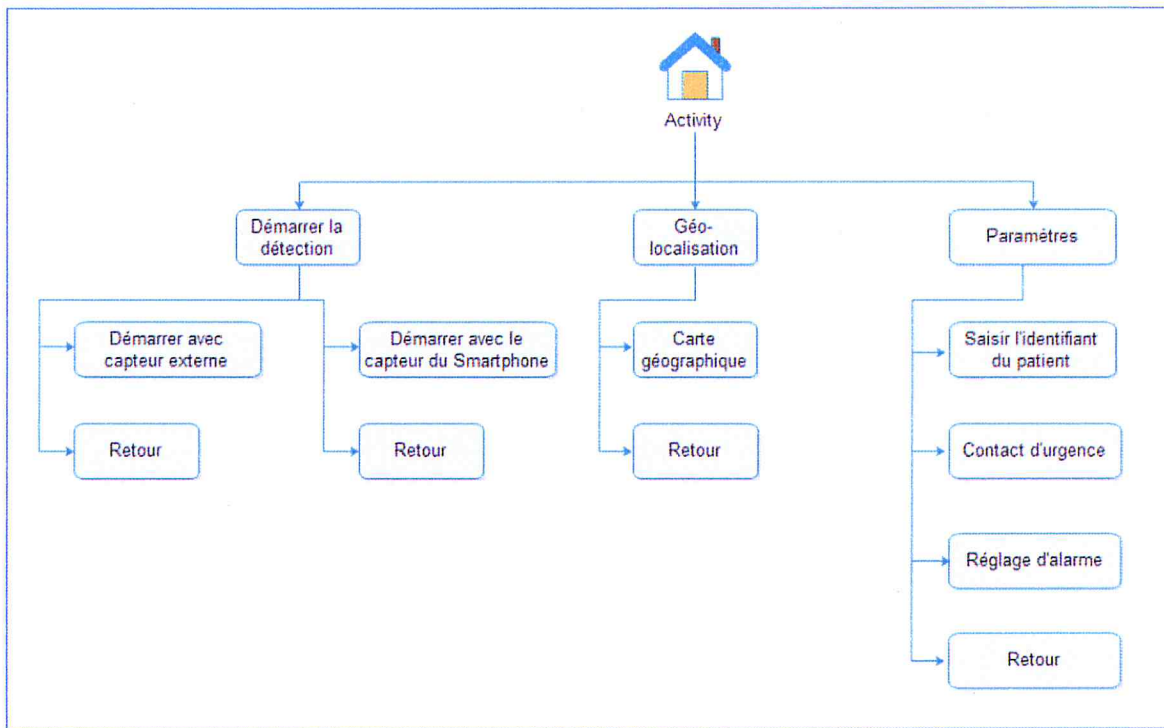 Activity
Démarrer la
détection
Géo-
localisation
Paramètres
Démarrer avec
capteur externe
Démarrer avec le
capteur du Smartphone
Carte
géographique
Saisir l'identifiant
du patient
Retour
Retour
Retour
Contact d'urgence
Réglage d'alarme
Retour